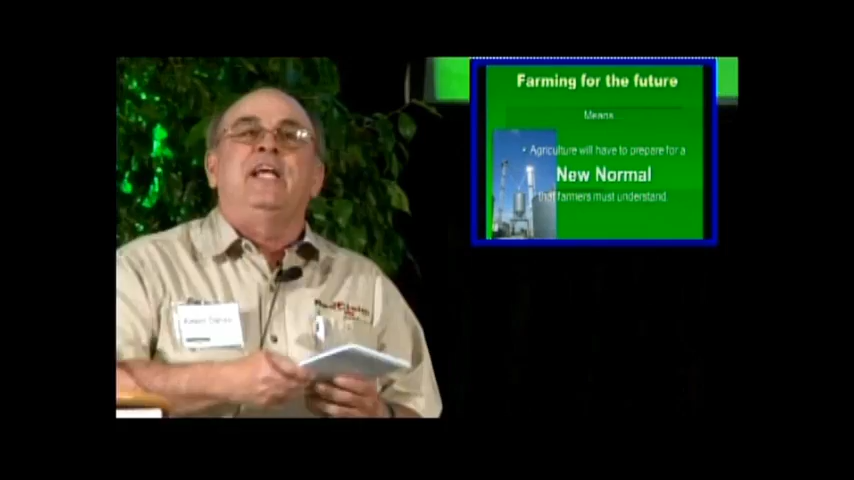 Farming for the future
Means...
• Agriculture will have to prepare for a
New Normal
that farmers must understand.